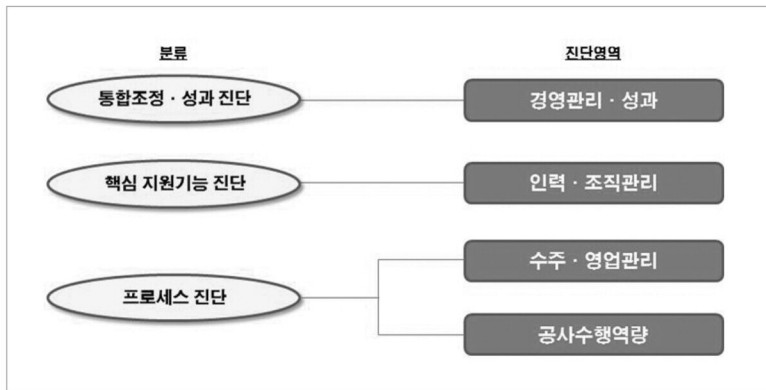 분류
진단영역
통합조정 · 성과 진단
경영관리 · 성과
핵심 지원기능 진단
인력 · 조직관리
수주 · 영업관리
프로세스 진단
공사수행역량